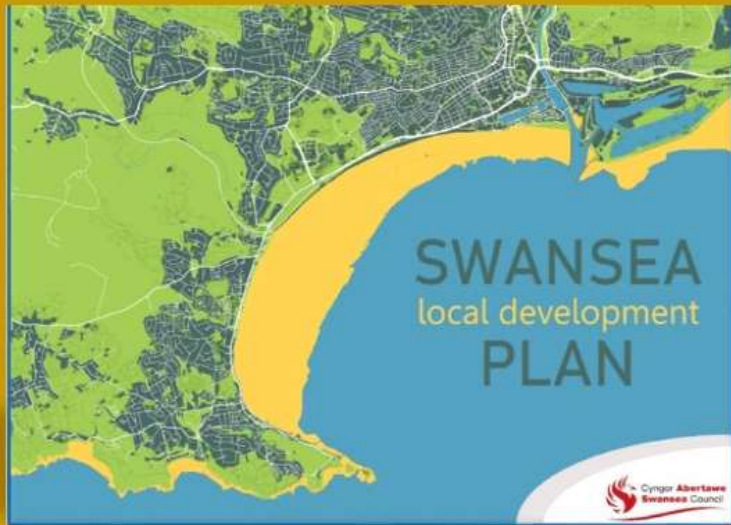 SWANSEA
local development
PLAN
Cyngor Abertawe
Swansea Council